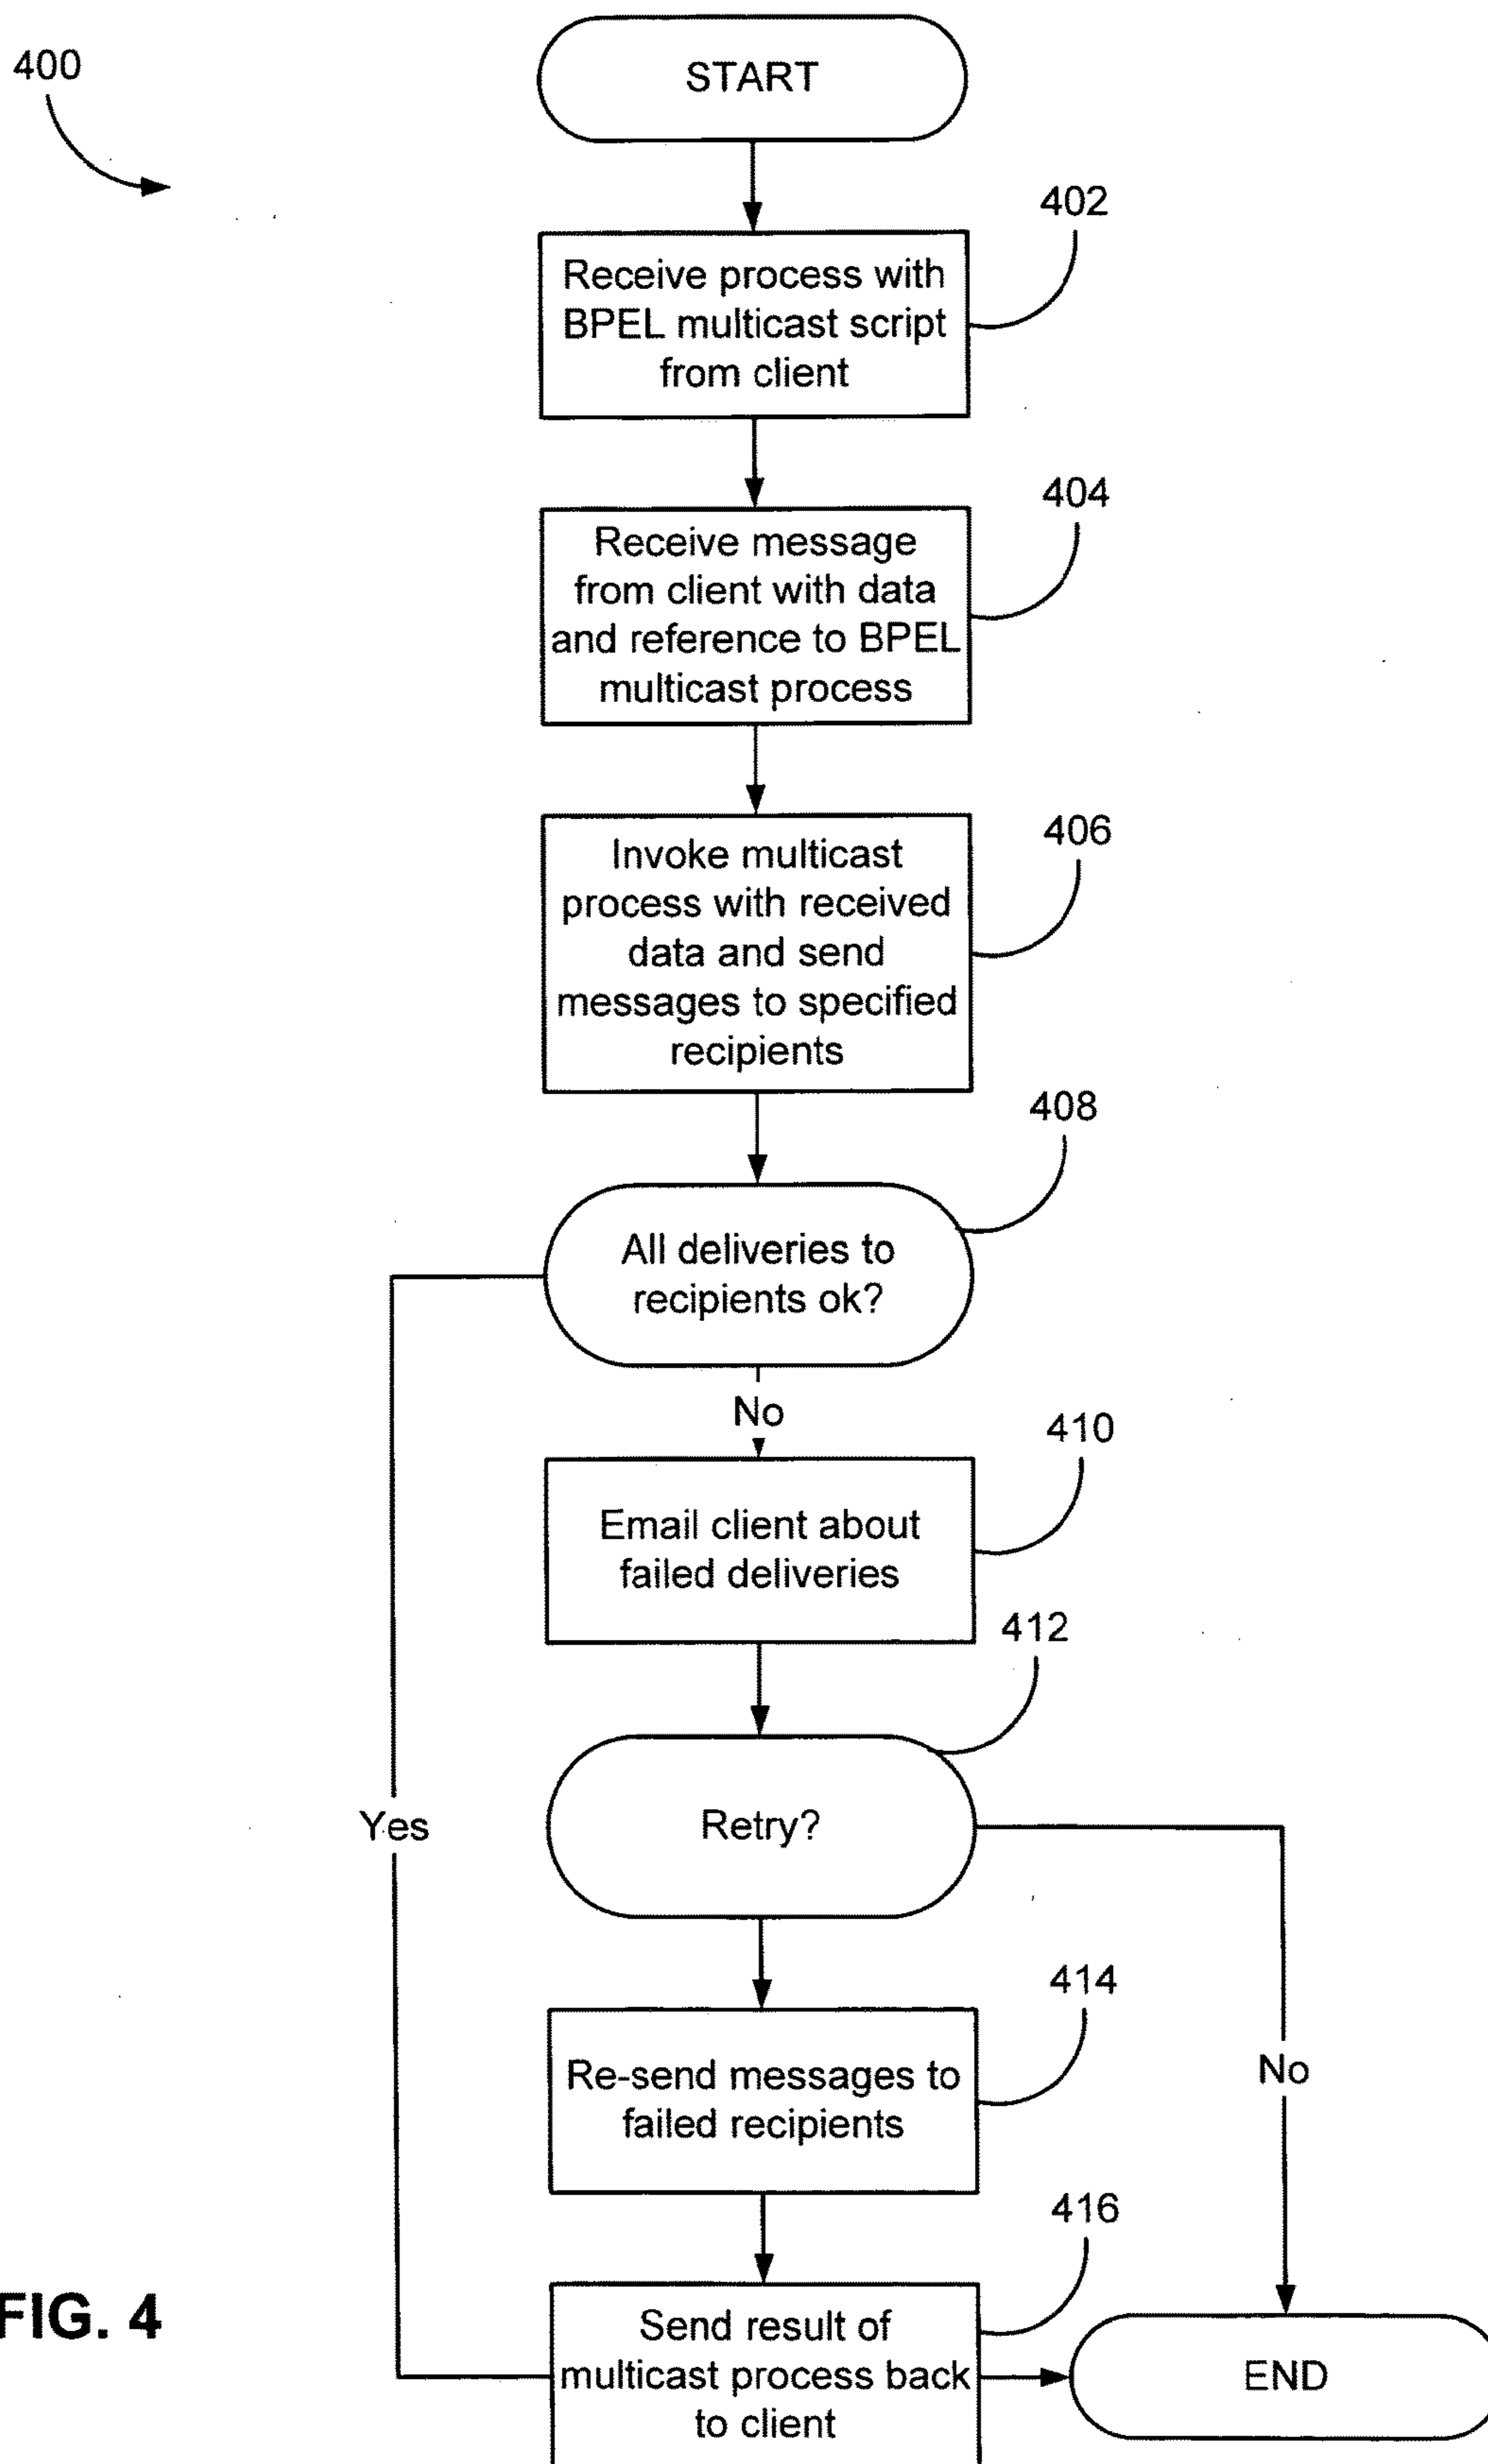 400
START
402
Receive process with
BPEL multicast script
from client
404
Receive message
from client with data
and reference to BPEL
multicast process
406
Invoke multicast
process with received
data and send
messages to specified
recipients
408
All deliveries to
recipients ok?
No
410
Email client about
failed deliveries
412
Retry?
Yes
414
Re-send messages to
failed recipients
No
416
Send result of
multicast process back
to client
END
FIG. 4